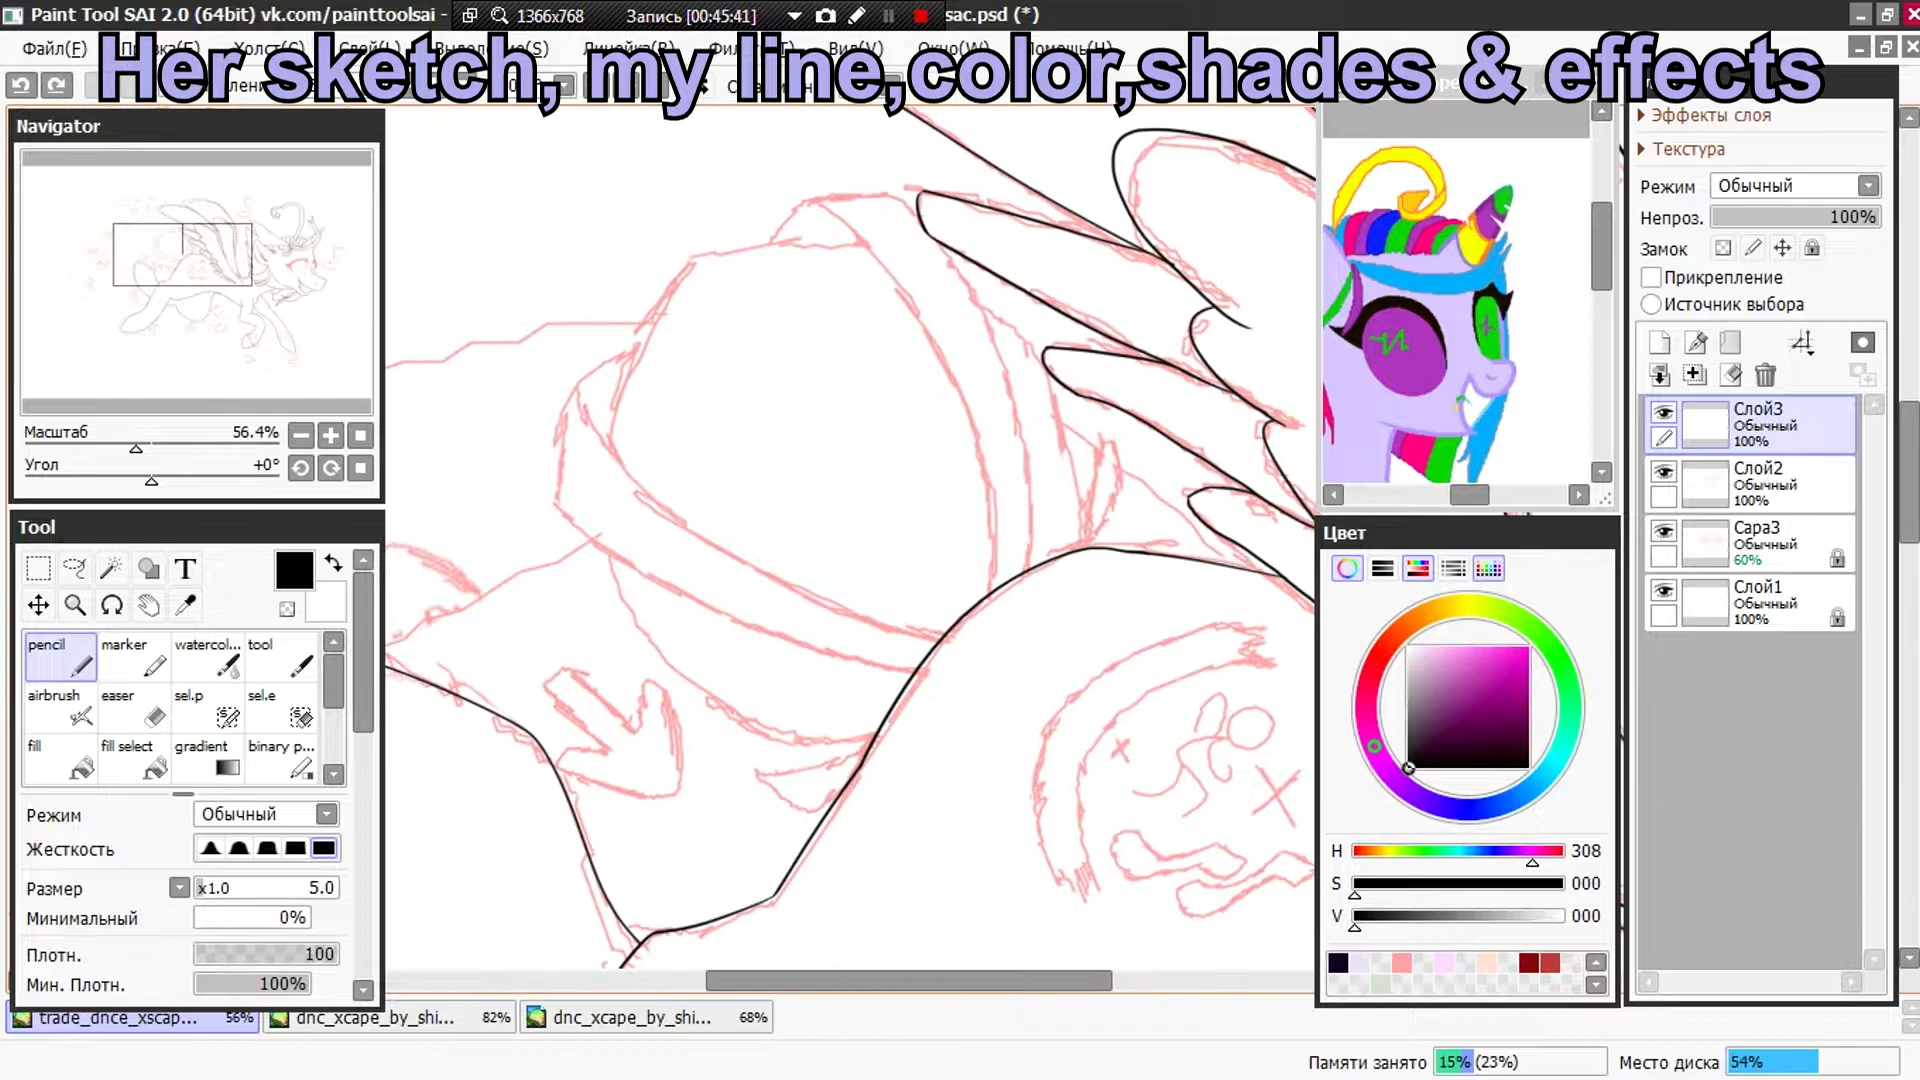 Paint Tool SAI 2.0 (64bit) vk.com/painttoolsai -
1366x768
Запись [00:45:41]
sac.psd (*)
Файл(F)
Холст(C)
Вид(V)
Her sketch, my line,color,shades & effects
Navigator
Масштаб 56.4%
Угол +0°
Tool
T
pencil marker watercol... tool
airbrush easer sel.p sel.e
fill fill select gradient binary p...
Режим Обычный
Жесткость
Размер x1.0 5.0
Минимальный 0%
Плотн. 100
Мин. Плотн. 100%
Цвет
H 308
S 000
V 000
Эффекты слоя
Текстура
Режим Обычный
Непроз. 100%
Замок
Прикрепление
Источник выбора
Слой3
Обычный
100%
Слой2
Обычный
100%
Сара3
Обычный
60%
Слой1
Обычный
100%
trade_dnce_xscap... 56%
dnc_xcape_by_shi... 82%
dnc_xcape_by_shi... 68%
Памяти занято 15% (23%)
Место диска 54%